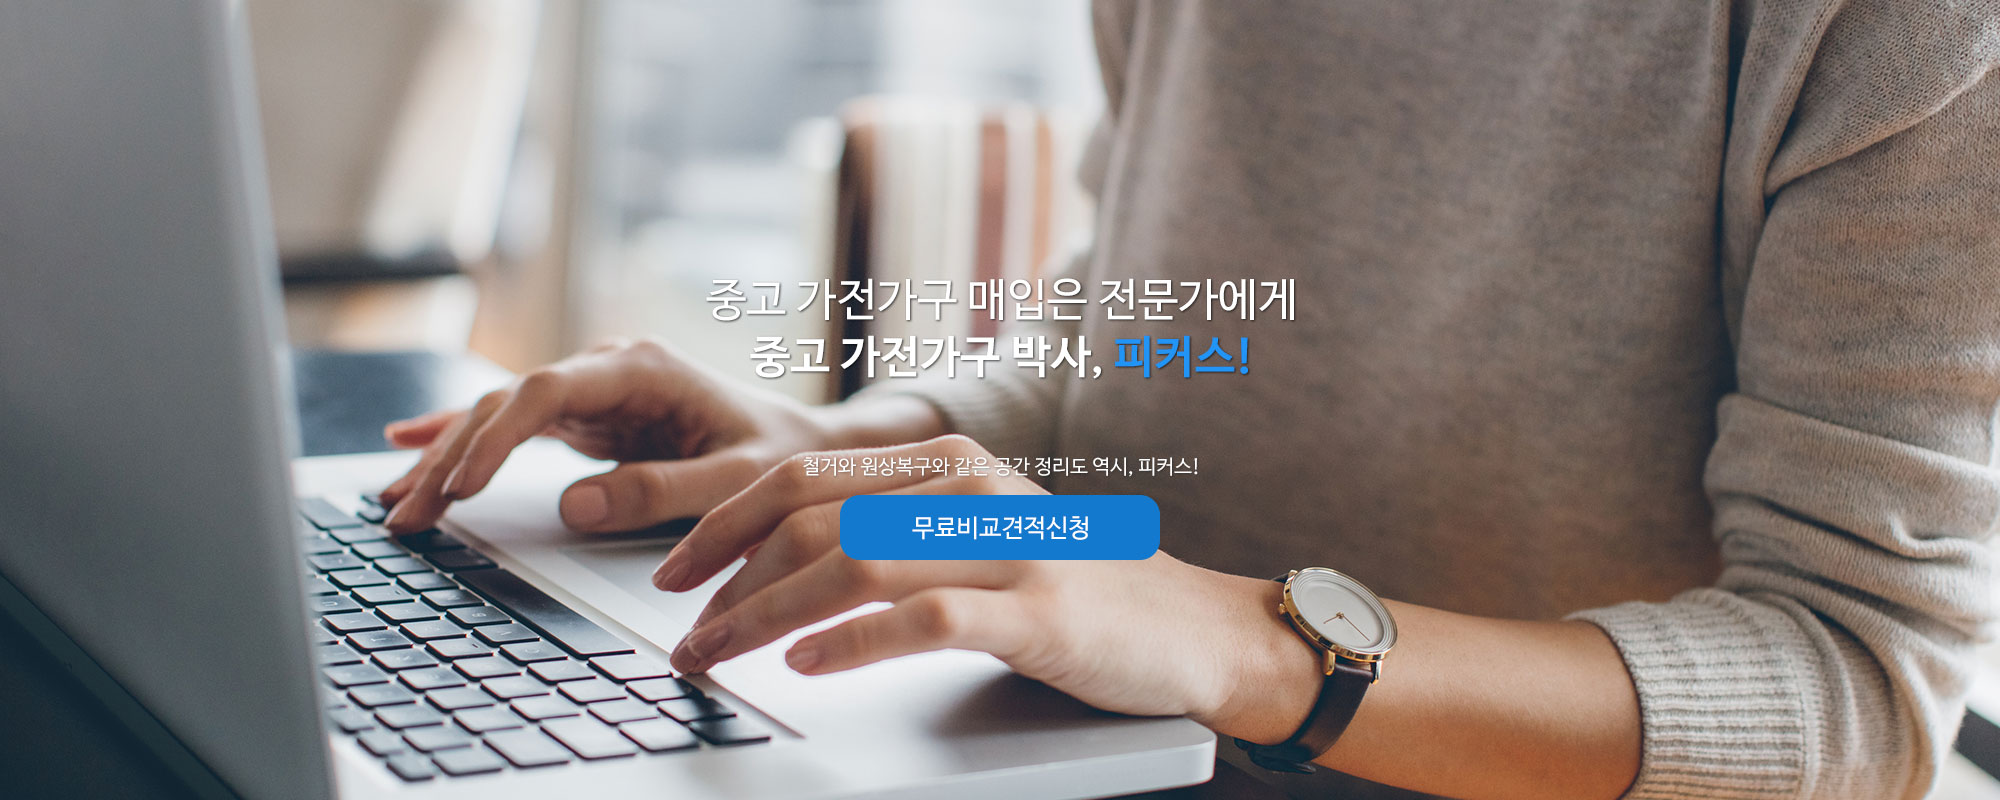 중고 가전가구 매입은 전문가에게
중고 가전가구 박사, 피커스!
철거와 원상복구와 같은 공간 정리도 역시, 피커스!
무료비교견적신청